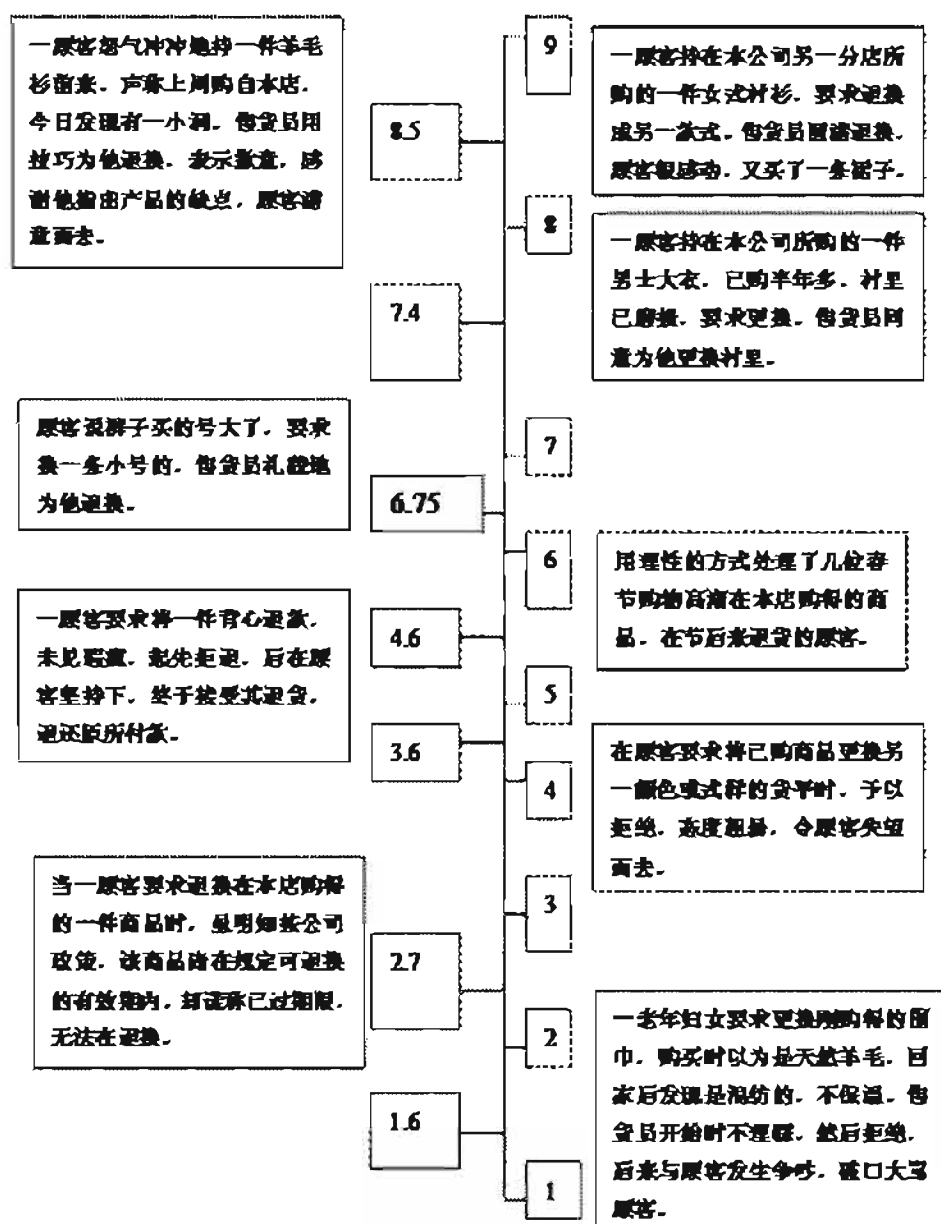 一顾客怒气冲冲地持一件羊毛
衫前来，声称上周购自本店，
今日发现有一小洞，售货员用
技巧为他退换，表示歉意，感
谢他指出产品的缺点，顾客满
意而去。
9
一顾客持在本公司另一分店所
购的一件女式衬衫，要求退换
成另一款式，售货员圆满退换，
顾客很感动，又买了一条裙子。
8.5
8
一顾客持在本公司所购的一件
男士大衣，已购半年多，衬里
已磨损，要求更换，售货员同
意为他更换衬里。
7.4
顾客说裤子买的号大了，要求
换一条小号的，售货员礼貌地
为他退换。
7
6.75
6
用理性的方式处理了几位春
节购物高潮在本店购得的商
品，在节后来退货的顾客。
一顾客要求将一件背心退款，
未见瑕疵，起先拒退，后在顾
客坚持下，终于接受其退货，
退还原所付款。
4.6
5
3.6
4
在顾客要求将已购商品更换另
一颜色或式样的货平时，予以
拒绝，态度粗暴，令顾客失望
而去。
当一顾客要求退换在本店购得
的一件商品时，虽明知按公司
政策，该商品尚在规定可退换
的有效期内，却谎称已过期限，
无法在退换。
3
2.7
2
一老年妇女要求更换刚购得的围
巾，购买时以为是天然羊毛，回
家后发现是混纺的，不保温，售
货员开始时不理睬，然后拒绝，
后来与顾客发生争吵，破口大骂
顾客。
1.6
1